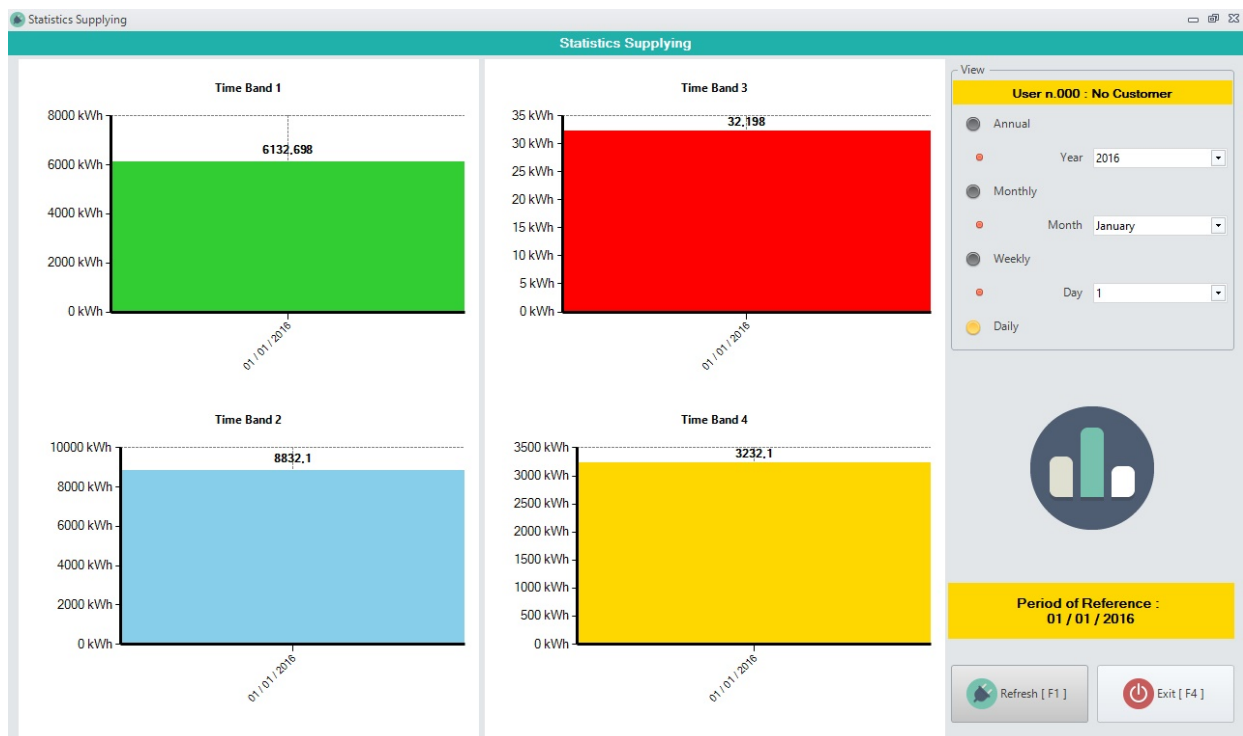 Statistics Supplying
Statistics Supplying
Time Band 1
8000 kWh
6000 kWh
4000 kWh
2000 kWh
0 kWh
6132,698
01 / 01 / 2016
Time Band 3
35 kWh
30 kWh
25 kWh
20 kWh
15 kWh
10 kWh
5 kWh
0 kWh
32,198
01 / 01 / 2016
Time Band 2
10000 kWh
8000 kWh
6000 kWh
4000 kWh
2000 kWh
0 kWh
8832,1
01 / 01 / 2016
Time Band 4
3500 kWh
3000 kWh
2500 kWh
2000 kWh
1500 kWh
1000 kWh
500 kWh
0 kWh
3232,1
01 / 01 / 2016
View
User n.000 : No Customer
Annual
Year 2016
Monthly
Month January
Weekly
Day 1
Daily
Period of Reference :
01 / 01 / 2016
Refresh [ F1 ]
Exit [ F4 ]